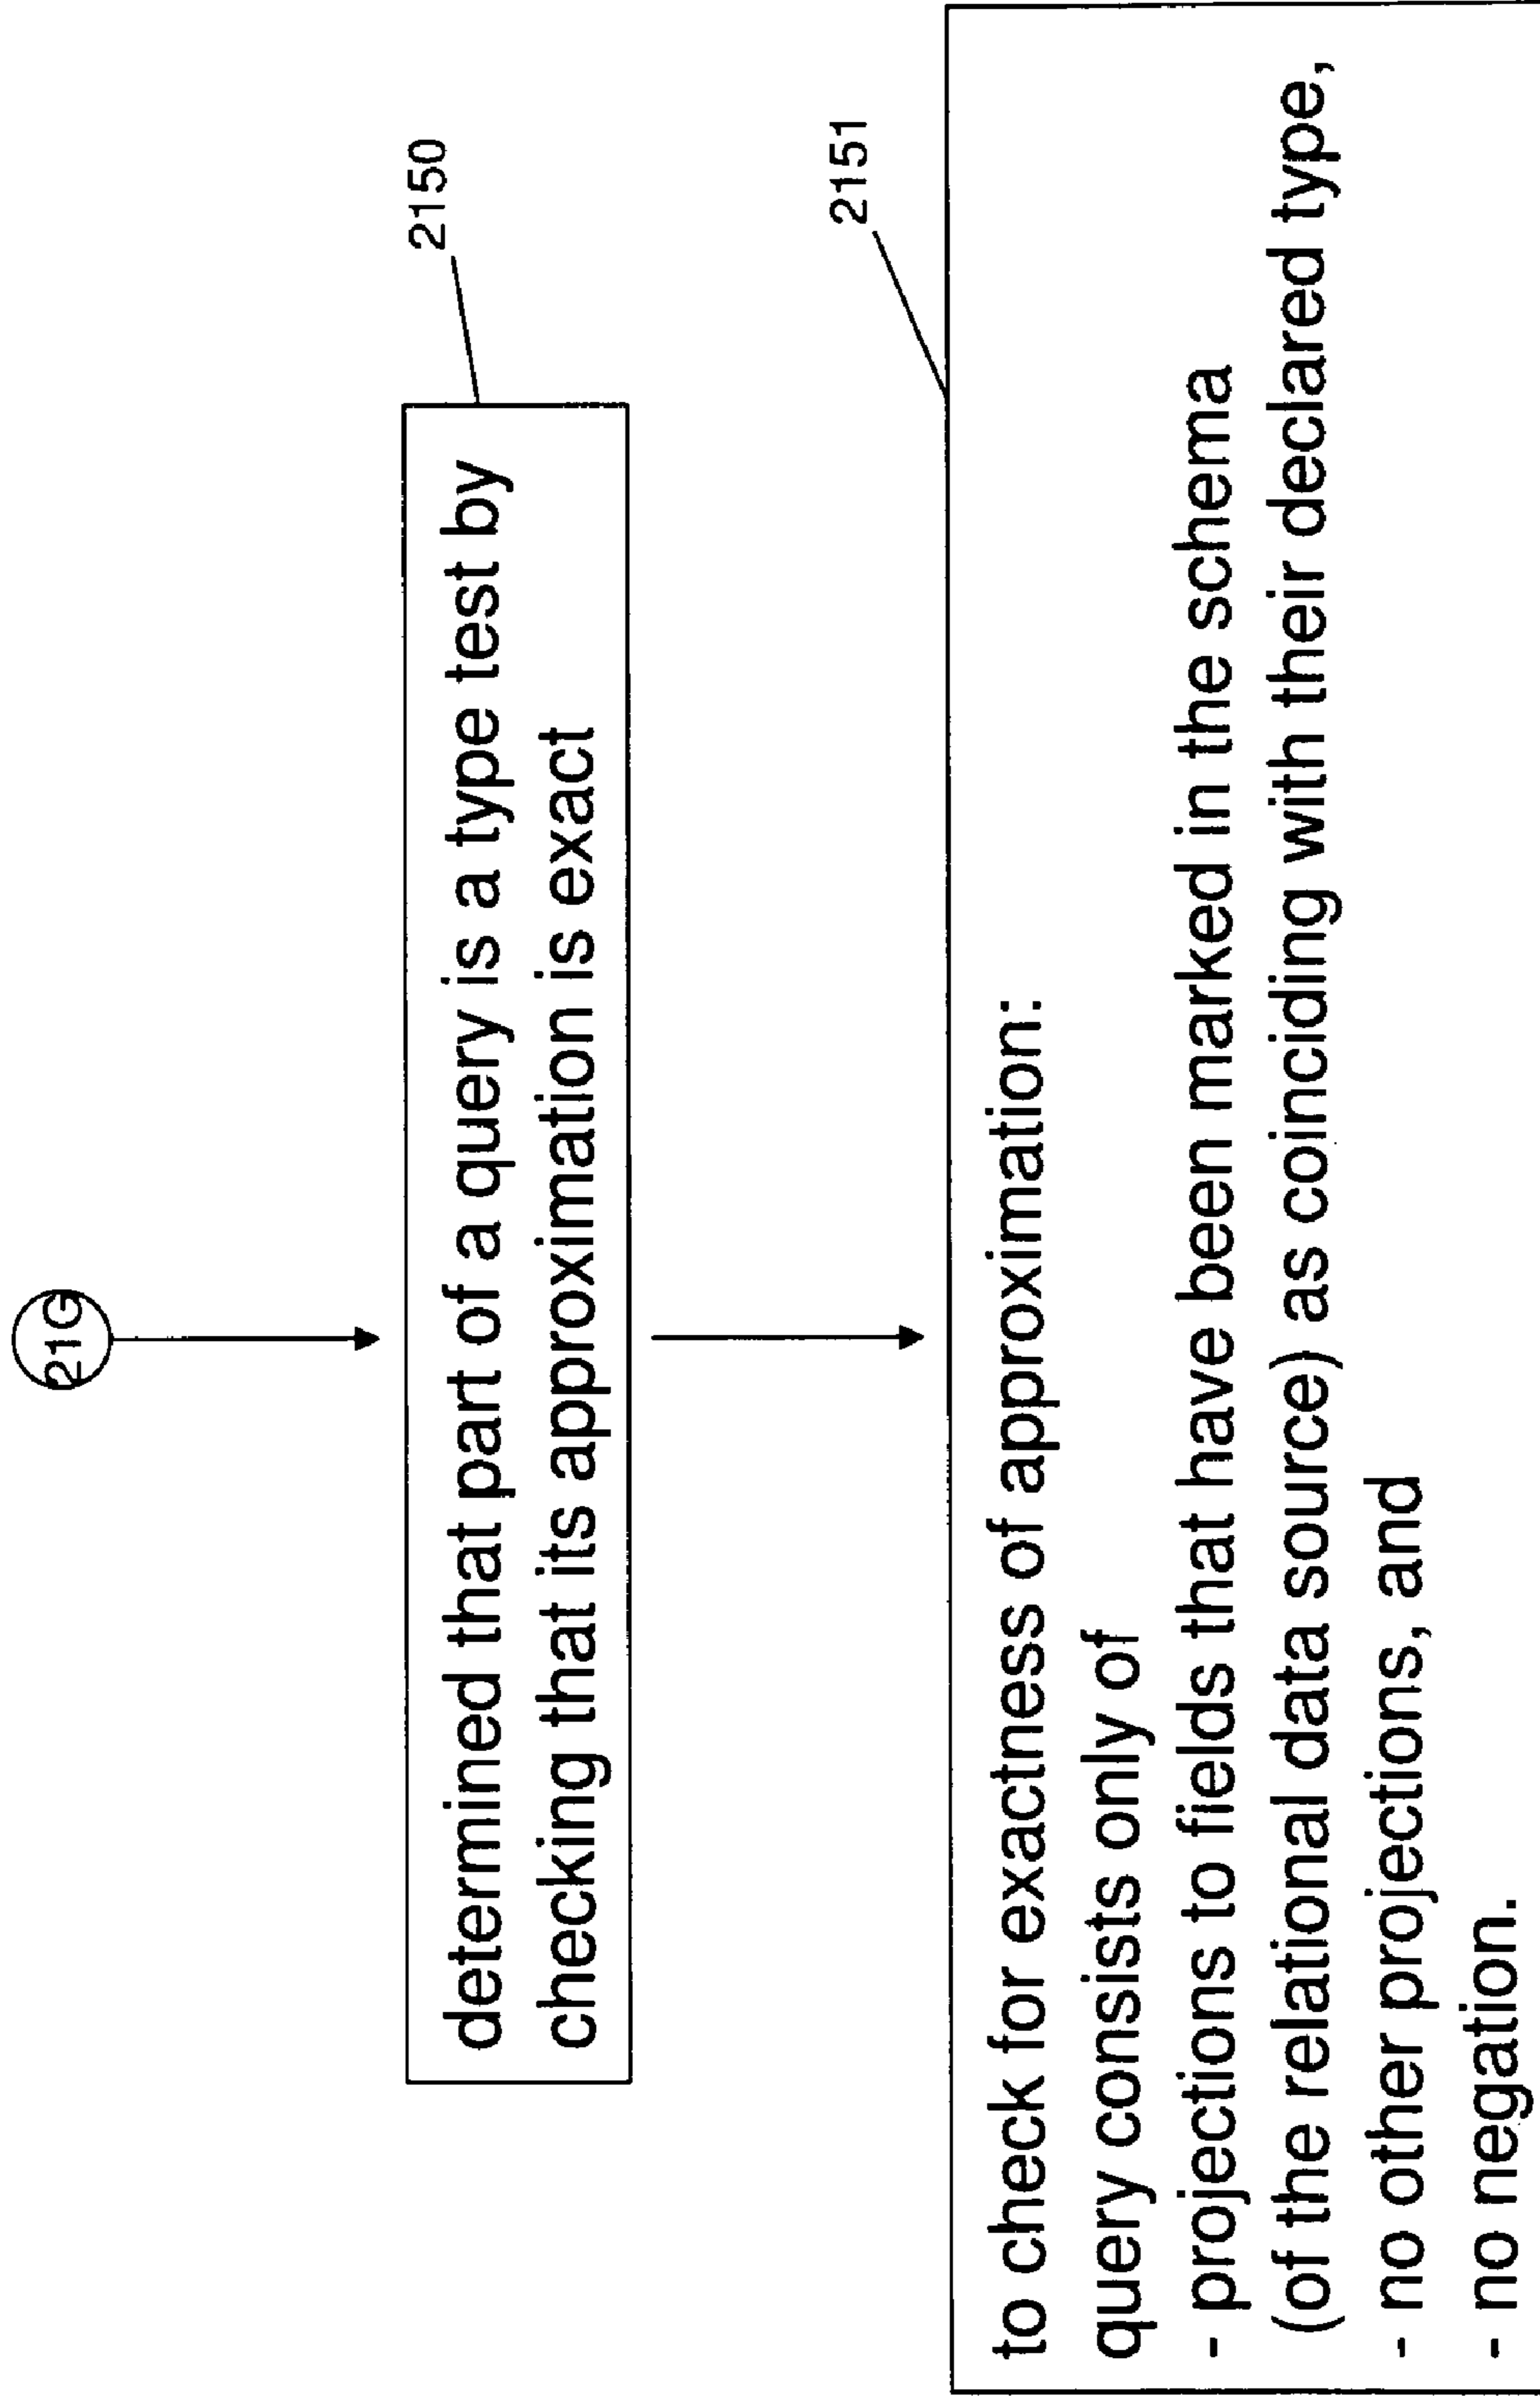 21G
2150
determined that part of a query is a type test by
checking that its approximation is exact
2151
to check for exactness of approximation:
query consists only of
- projections to fields that have been marked in the schema
(of the relational data source) as coinciding with their declared type,
- no other projections, and
- no negation.